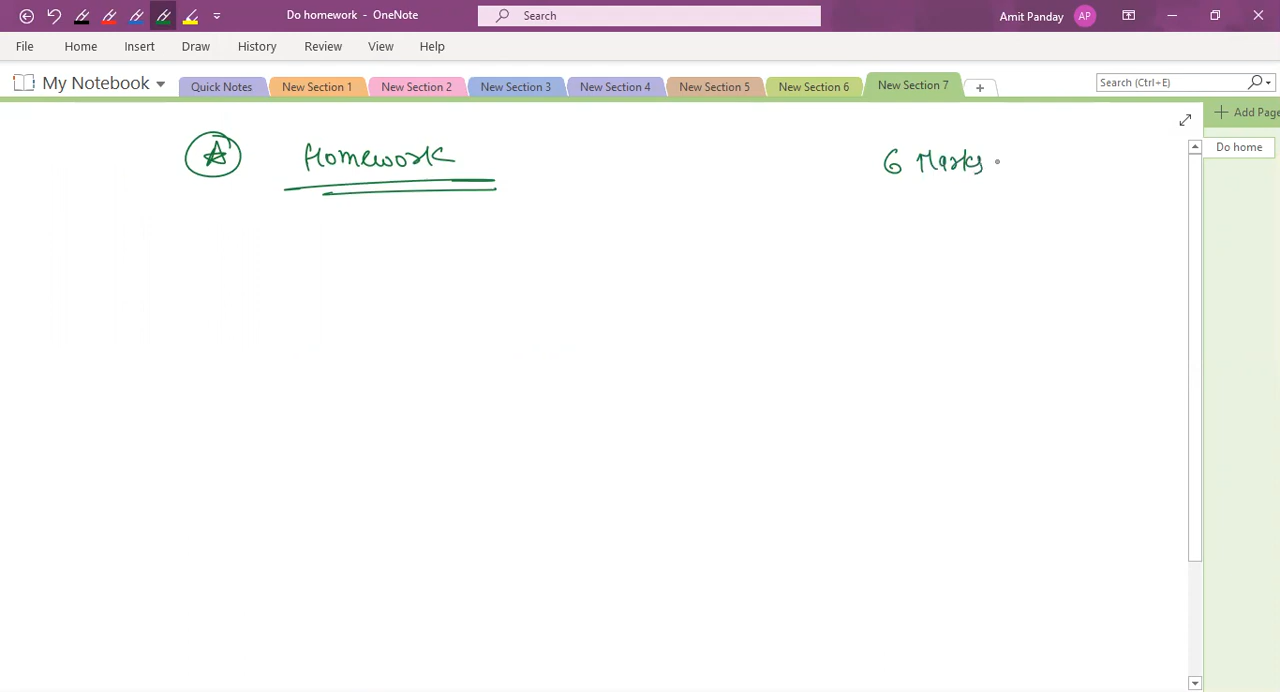 Do homework - OneNote
Search
Amit Panday AP
File Home Insert Draw History Review View Help
My Notebook Quick Notes New Section 1 New Section 2 New Section 3 New Section 4 New Section 5 New Section 6 New Section 7 + Search (Ctrl+E)
Add Page
Do home
Homework 6 Marks